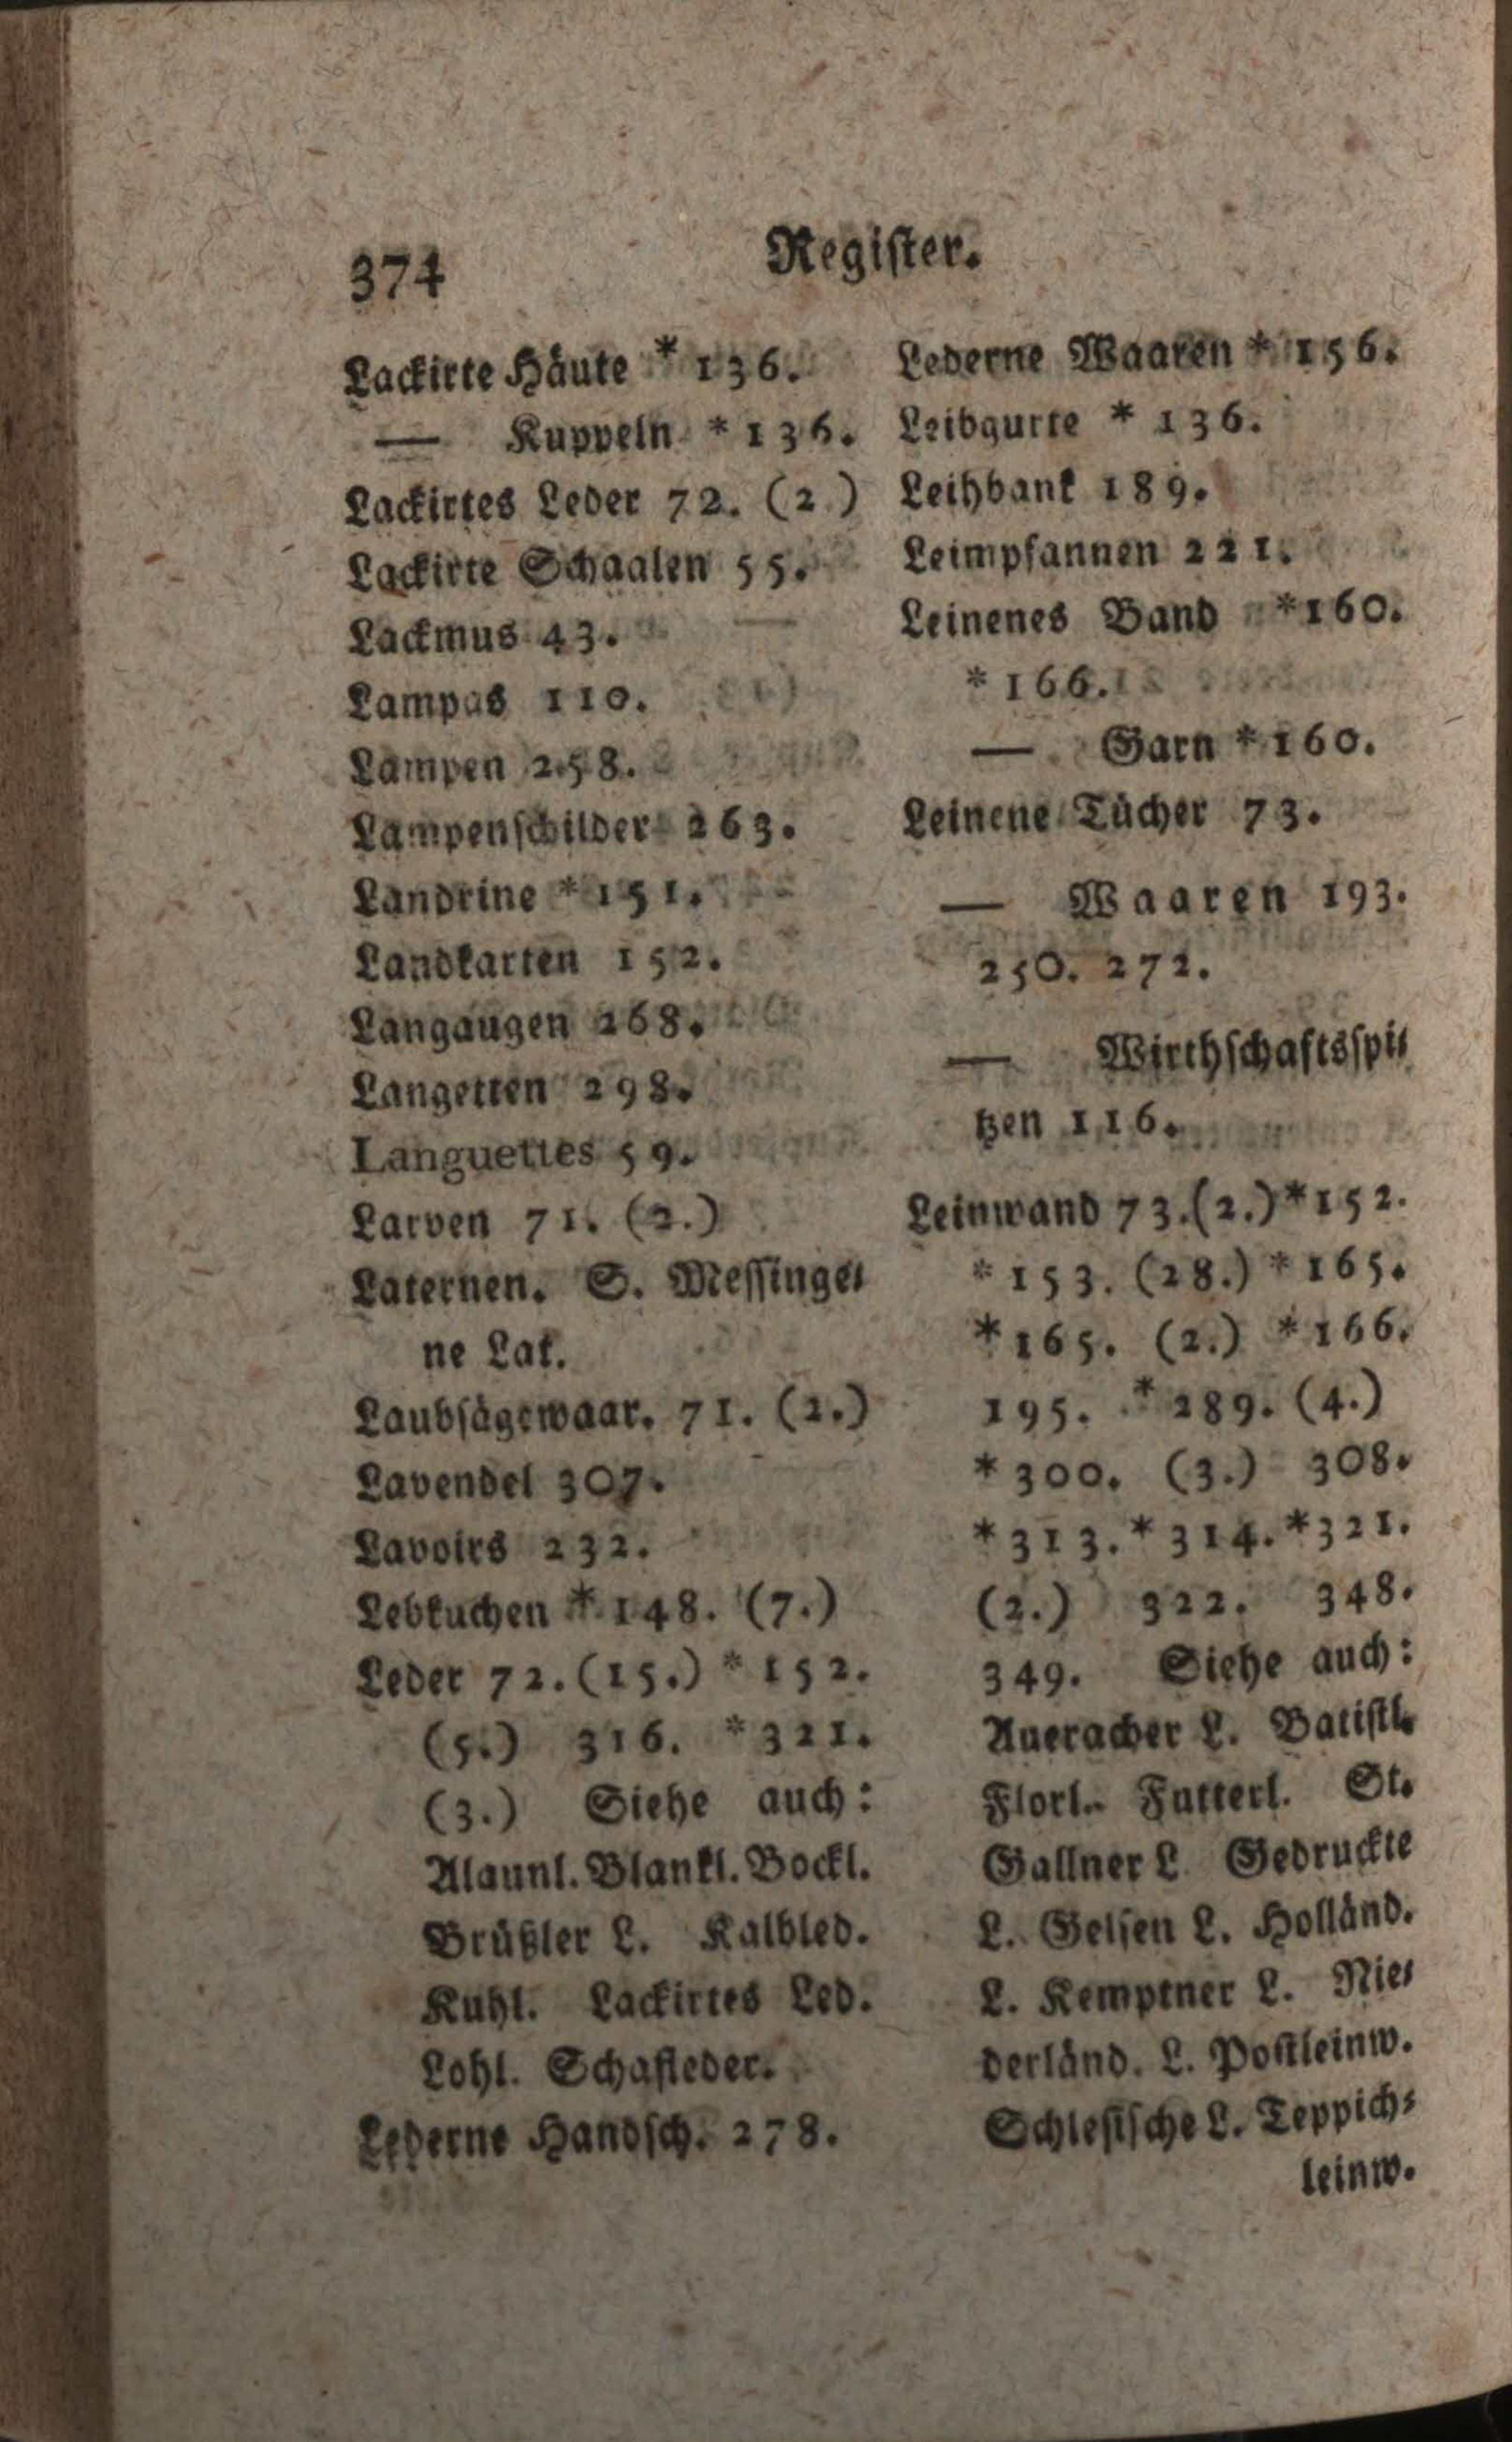 374
Register.
Lackirte Häute * 136.
— Kuppeln * 136.
Lackirtes Leder 72. (2.)
Lackirte Schaalen 55.
Lackmus 43.
Lampas 110.
Lampen 258.
Lampenschilder 263.
Landrine * 151.
Landkarten 152.
Langaugen 268.
Langetten 298.
Languettes 59.
Larven 71. (2.)
Laternen. S. Messinge-
ne Lat.
Laubsägewaar. 71. (2.)
Lavendel 307.
Lavoirs 232.
Lebkuchen * 148. (7.)
Leder 72. (15.) * 152.
(5.) 316. * 321.
(3.) Siehe auch:
Alaunl. Blankl. Bockl.
Brüßler L. Kalbled.
Kuhl. Lackirtes Led.
Lohl. Schafleder.
Lederne Handsch. 278.
Lederne Waaren * 156.
Leibgurte * 136.
Leihbank 189.
Leimpfannen 221.
Leinenes Band * 160.
* 166.
— Garn * 160.
Leinene Tücher 73.
— Waaren 193.
250. 272.
— Wirthschaftsspi-
tzen 116.
Leinwand 73. (2.) * 152.
* 153. (28.) * 165.
* 165. (2.) * 166.
195. * 289. (4.)
* 300. (3.) 308.
* 313. * 314. * 321.
(2.) 322. 348.
349. Siehe auch:
Aueracher L. Batistl.
Florl. Futterl. St.
Gallner L. Gedruckte
L. Gelsen L. Holländ.
L. Kemptner L. Nie-
derländ. L. Postleinw.
Schlesische L. Teppich-
leinw.